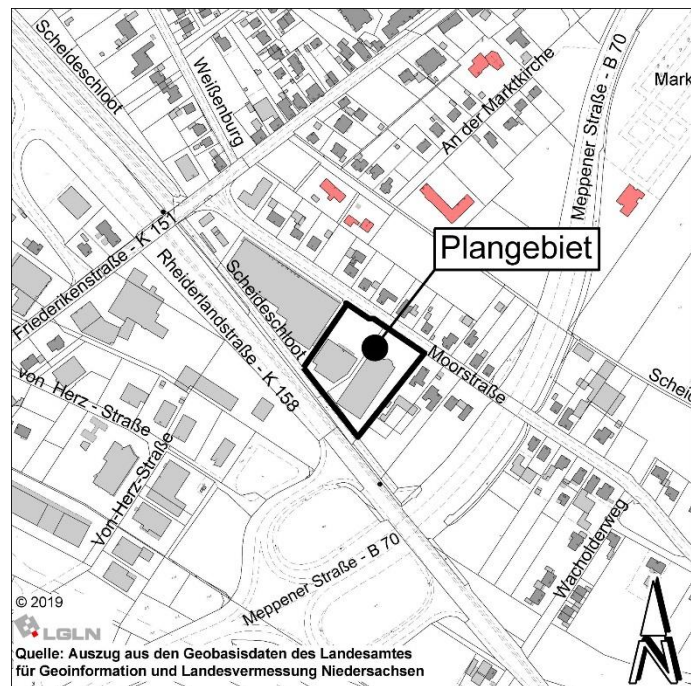 Scheideschloot
Weißenburg
An der Marktkirche
Meppener Straße - B 70
Mark
Friederikenstraße - K 151
Scheideschloot
Rheiderlandstraße - K 158
Plangebiet
Moorstraße
Scheid
von Herz - Straße
Von-Herz-Straße
Wacholderweg
Meppener Straße - B 70
© 2019
LGLN
Quelle: Auszug aus den Geobasisdaten des Landesamtes
für Geoinformation und Landesvermessung Niedersachsen
N